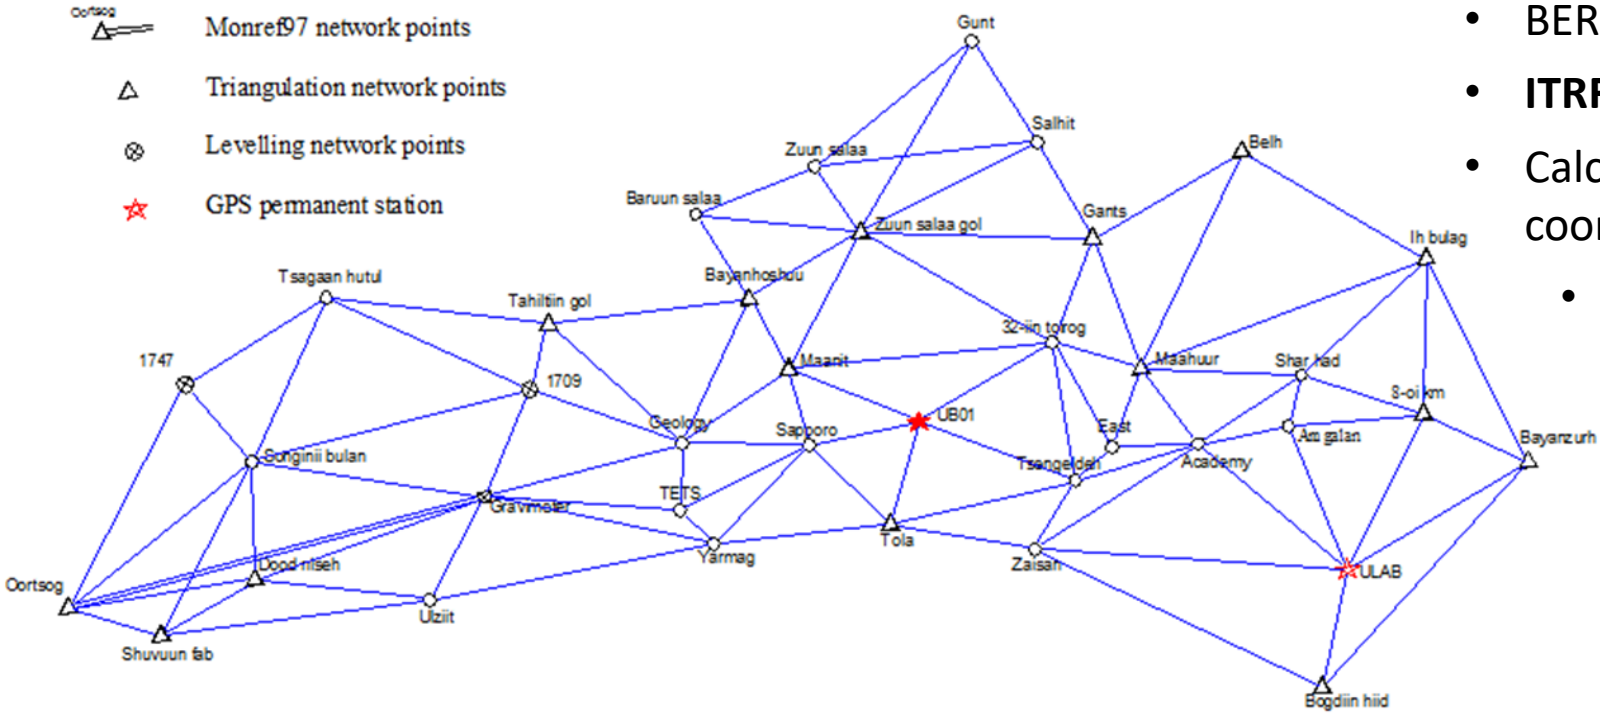 Oortsog
Monref97 network points
Triangulation network points
Levelling network points
GPS permanent station
• BER
• ITRF
• Calc
coor
•
Gunt
Salhit
Zuun salaa
Belh
Baruun salaa
Gants
Zuun salaa gol
Ih bulag
Bayanhoshuu
Tsagaan hutul
Tahiltiin gol
32-iin toirog
1747
1709
Maanit
Maahuur
Shar had
8-oi km
Geology
Sapporo
UB01
East
Amgalan
Bayanzurh
Songinii bulan
Tsengeldeh
Academy
TETS
Gravimeter
Tola
Yarmag
Zaisan
ULAB
Oortsog
Dood niseh
Ulziit
Shuvuun fab
Bogdiin hiid